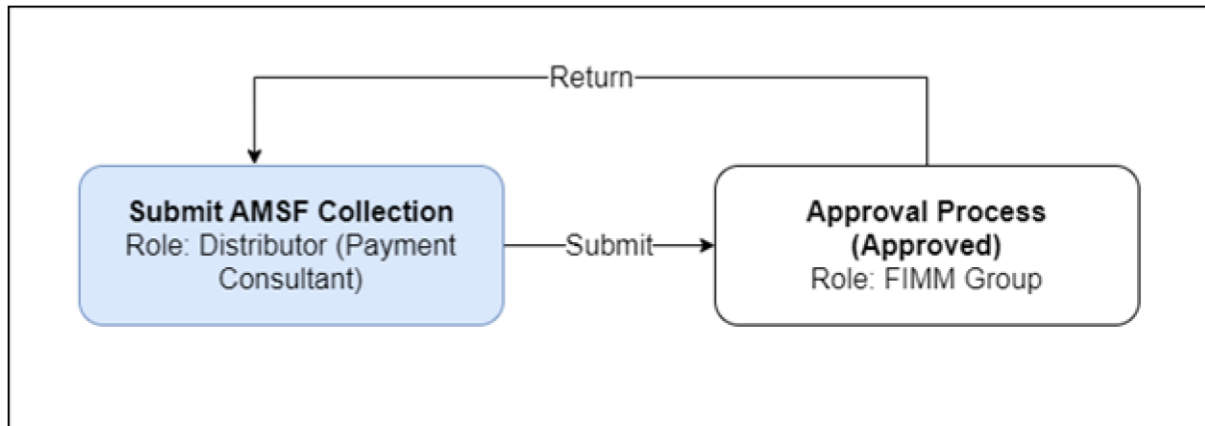 Return
Submit AMSF Collection
Role: Distributor (Payment
Consultant)
Submit
Approval Process
(Approved)
Role: FIMM Group